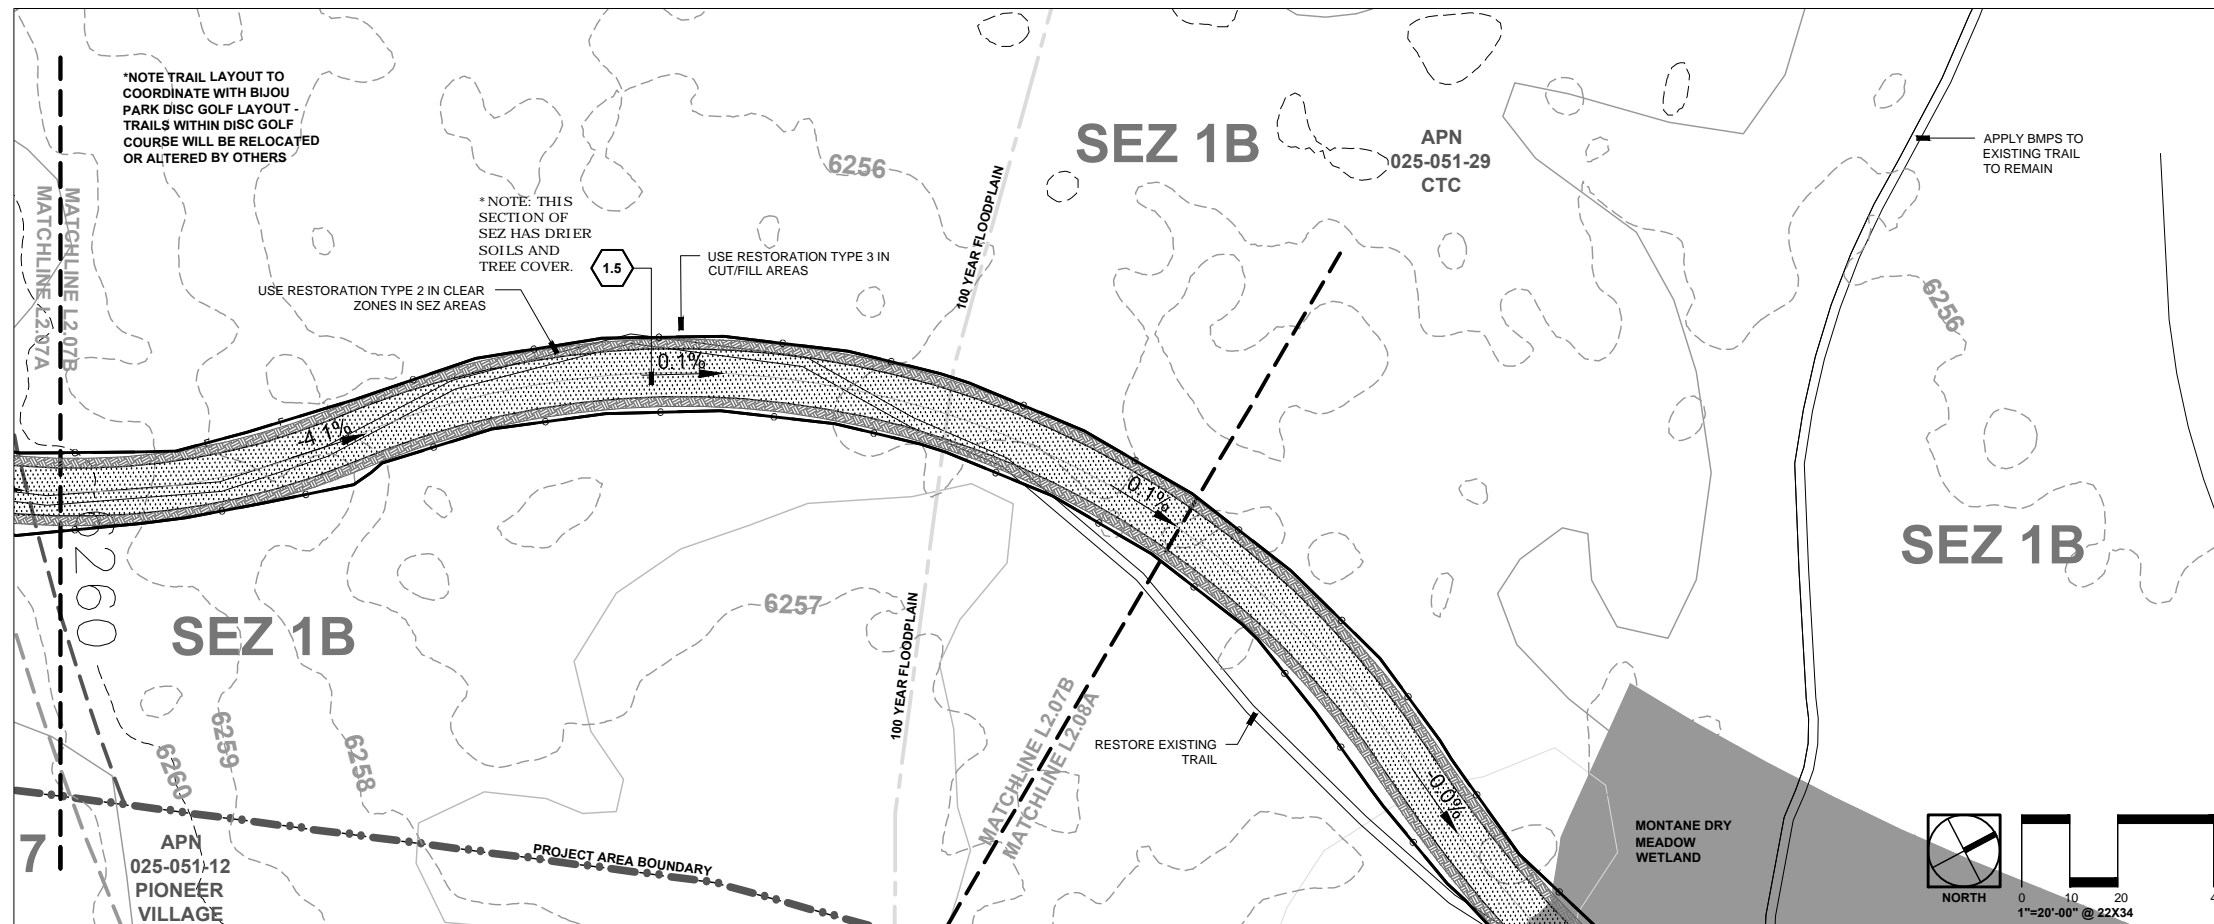 *NOTE TRAIL LAYOUT TO
COORDINATE WITH BIJOU
PARK DISC GOLF LAYOUT -
TRAILS WITHIN DISC GOLF
COURSE WILL BE RELOCATED
OR ALTERED BY OTHERS
MATCHLINE L2.07B
MATCHLINE L2.07A
*NOTE: THIS
SECTION OF
SEZ HAS DRIER
SOILS AND
TREE COVER.
1.5
USE RESTORATION TYPE 3 IN
CUT/FILL AREAS
USE RESTORATION TYPE 2 IN CLEAR
ZONES IN SEZ AREAS
6256
100 YEAR FLOODPLAIN
SEZ 1B
APN
025-051-29
CTC
APPLY BMPS TO
EXISTING TRAIL
TO REMAIN
6256
0.1%
-4.1%
0.1%
SEZ 1B
6260
SEZ 1B
6257
100 YEAR FLOODPLAIN
6260
6259
6258
MATCHLINE L2.07B
MATCHLINE L2.08A
RESTORE EXISTING
TRAIL
-0.0%
7
APN
025-051-12
PIONEER
VILLAGE
PROJECT AREA BOUNDARY
MONTANE DRY
MEADOW
WETLAND
NORTH
0 10 20
1"=20'-00" @ 22X34